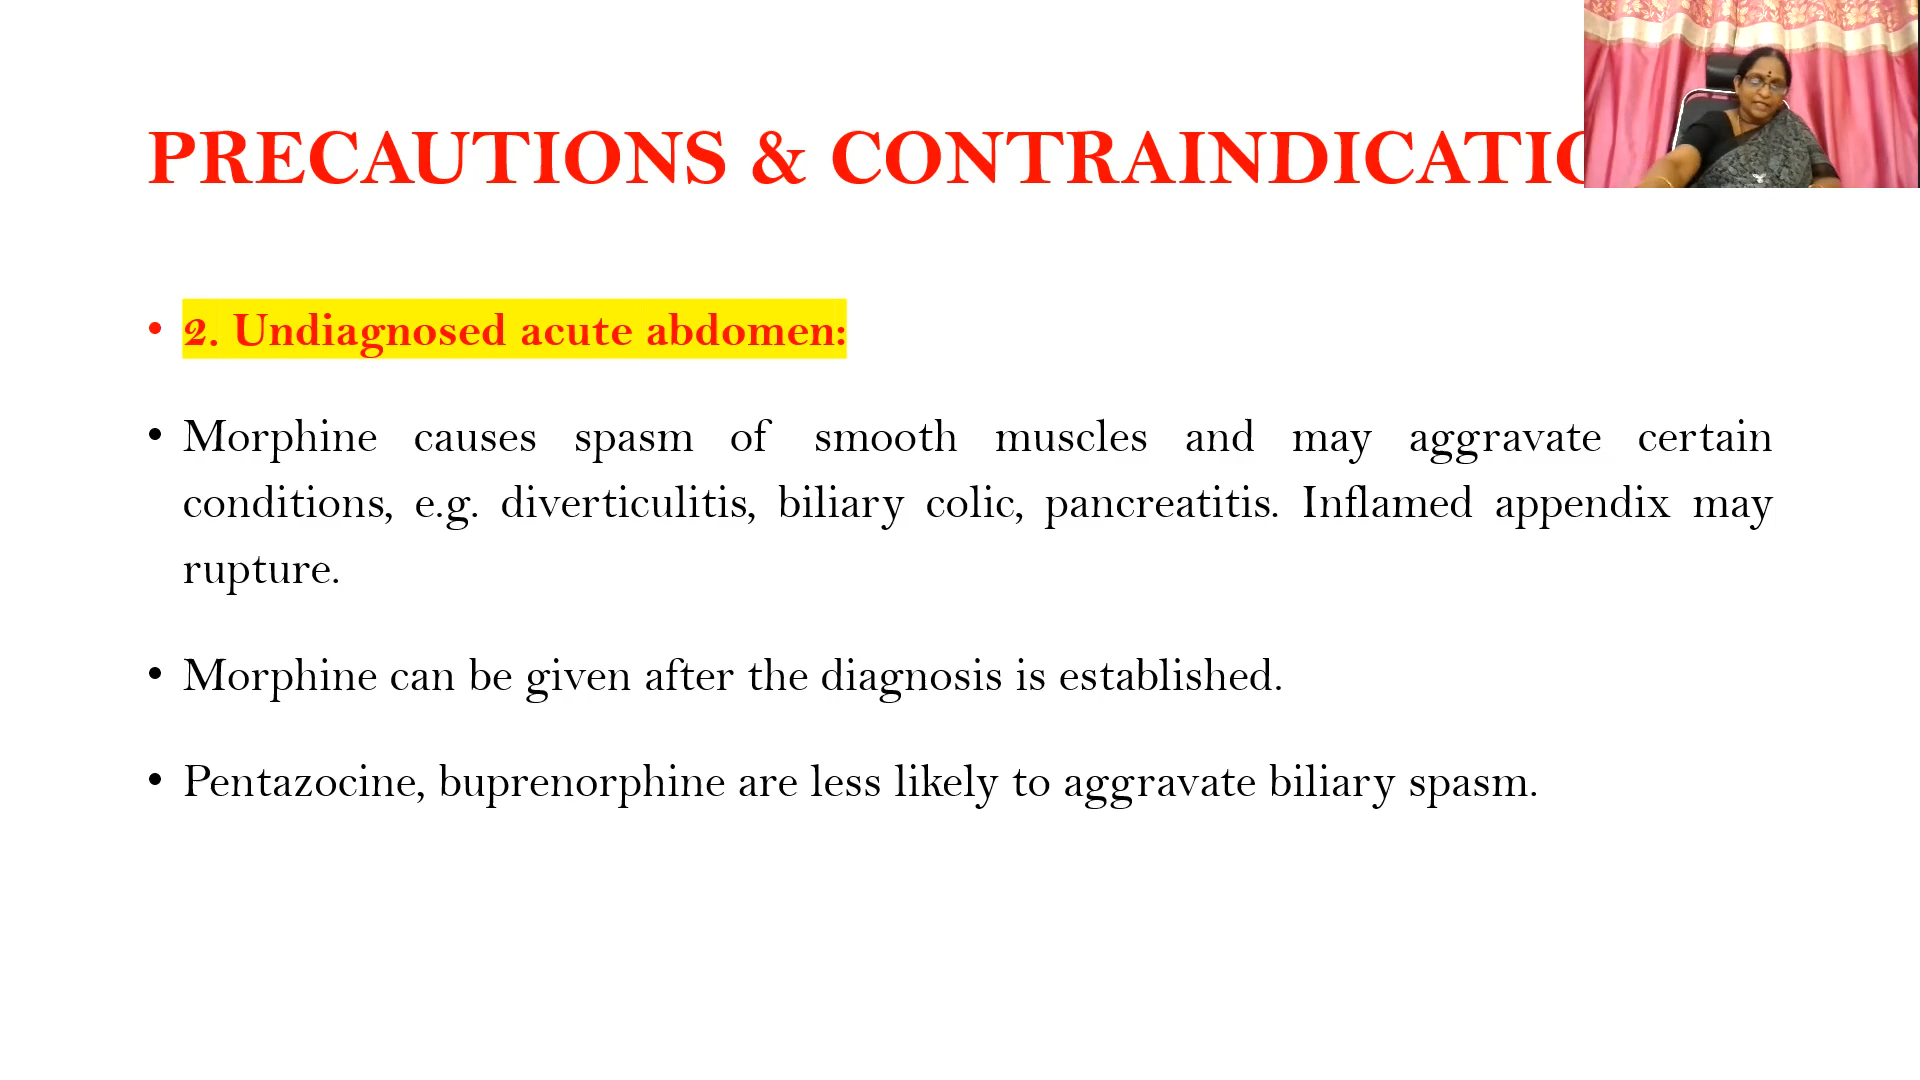 PRECAUTIONS & CONTRAINDICATIO
• 2. Undiagnosed acute abdomen:
• Morphine causes spasm of smooth muscles and may aggravate certain
conditions, e.g. diverticulitis, biliary colic, pancreatitis. Inflamed appendix may
rupture.
• Morphine can be given after the diagnosis is established.
• Pentazocine, buprenorphine are less likely to aggravate biliary spasm.